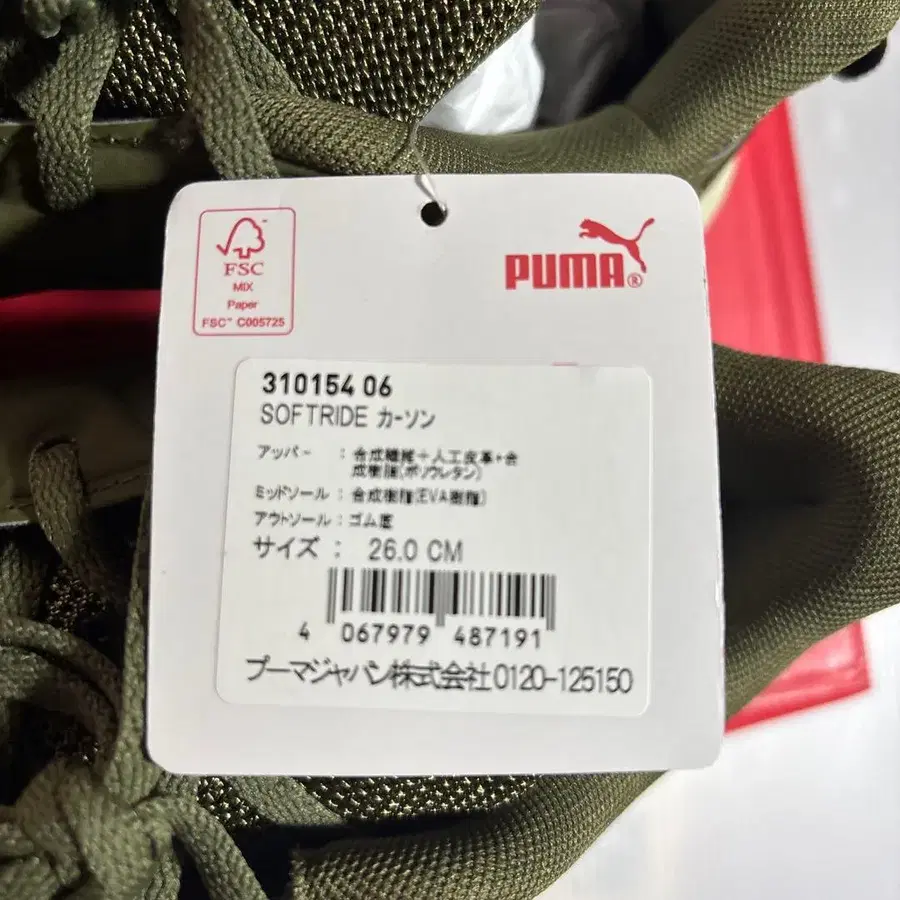 FSC
MIX
Paper
FSC™ C005725
PUMA®
310154 06
SOFTRIDE カーソン
アッパー : 合成繊維+人工皮革+合
成樹脂(ポリウレタン)
ミッドソール : 合成樹脂(EVA樹脂)
アウトソール : ゴム底
サイズ : 26.0 CM
4 067979 487191
プーマジャパン株式会社0120-125150